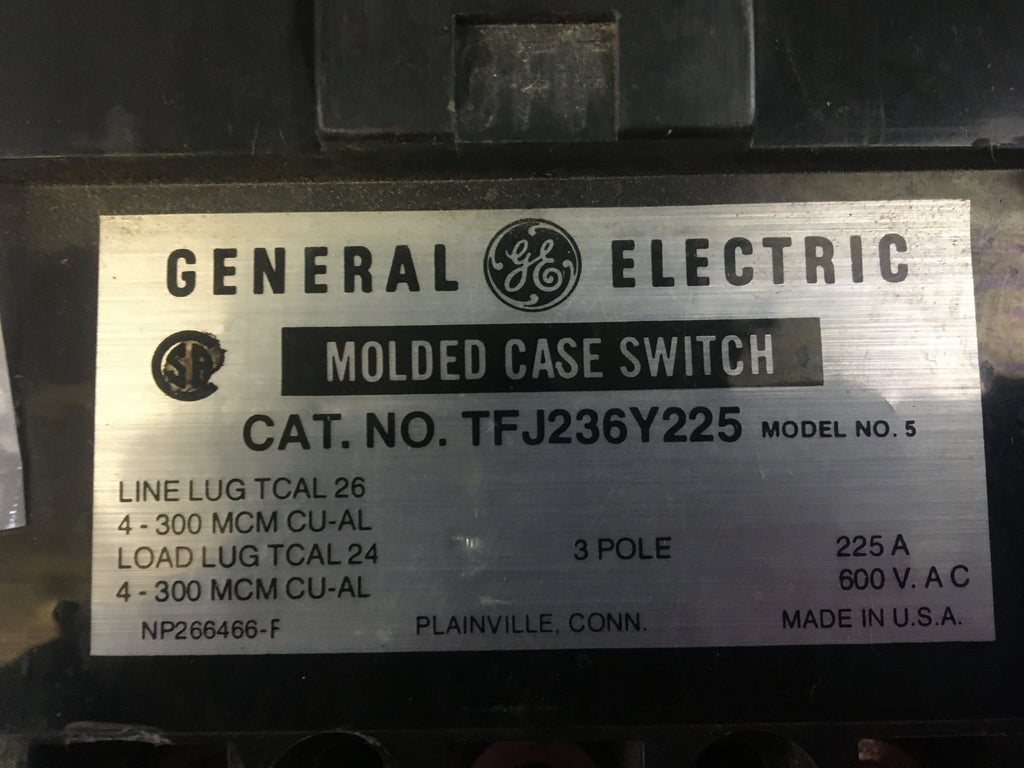 OFF
GENERAL GE ELECTRIC
SA MOLDED CASE SWITCH
CAT. NO. TFJ236Y225 MODEL NO. 5
LINE LUG TCAL 26
4 - 300 MCM CU-AL
LOAD LUG TCAL 24 3 POLE 225 A
4 - 300 MCM CU-AL 600 V. A C
NP266466-F PLAINVILLE, CONN. MADE IN U.S.A.